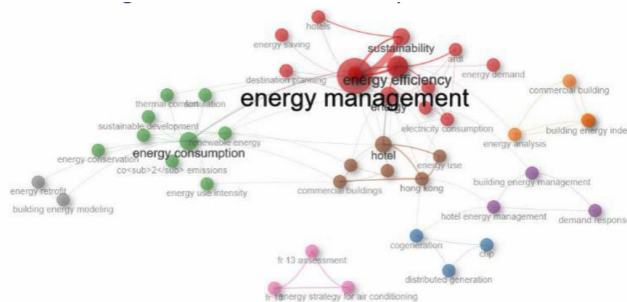 hotels
energy saving
sustainability
destination planning
energy efficiency
energy demand
energy management
energy
electricity consumption
commercial building
building energy inde
energy analysis
thermal comfort
sustainable development
renewable energy
energy consumption
energy conservation
co<sub>2</sub> emissions
energy use intensity
energy retrofit
building energy modeling
hotel
energy use
commercial buildings
hong kong
building energy management
hotel energy management
demand response
cogeneration
chp
distributed generation
fr 13 assessment
energy strategy for air conditioning